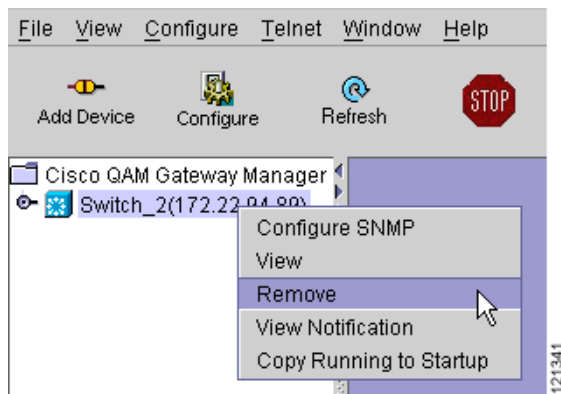 File View Configure Telnet Window Help
Add Device Configure Refresh STOP
Cisco QAM Gateway Manager
Switch_2(172.22.94.89)
Configure SNMP
View
Remove
View Notification
Copy Running to Startup
121341